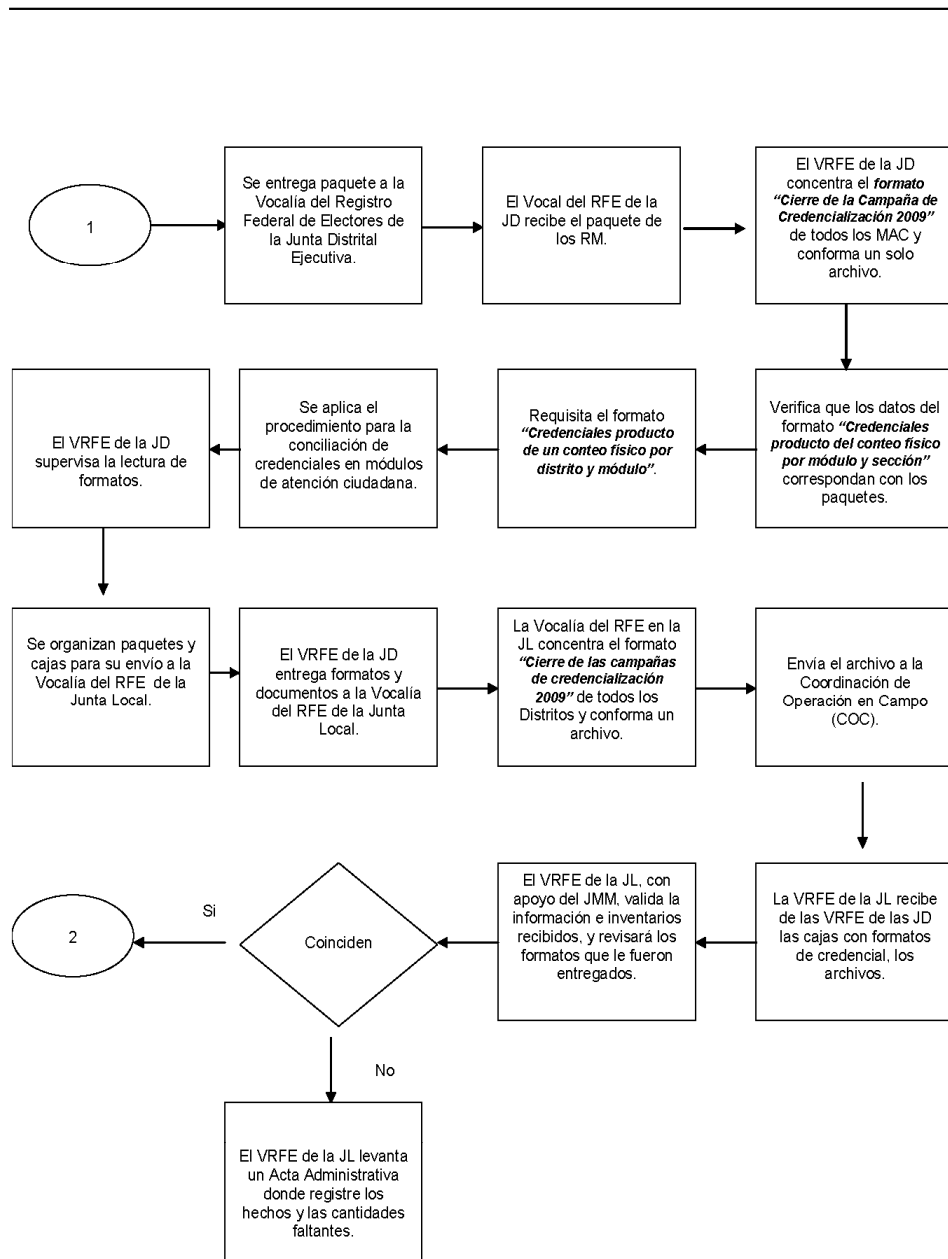 1
Se entrega paquete a la
Vocalía del Registro
Federal de Electores de
la Junta Distrital
Ejecutiva.
El Vocal del RFE de la
JD recibe el paquete de
los RM.
El VRFE de la JD
concentra el formato
“Cierre de la Campaña de
Credencialización 2009”
de todos los MAC y
conforma un solo
archivo.
Verifica que los datos del
formato “Credenciales
producto del conteo físico
por módulo y sección”
correspondan con los
paquetes.
Requisita el formato
“Credenciales producto
de un conteo físico por
distrito y módulo”.
Se aplica el
procedimiento para la
conciliación de
credenciales en módulos
de atención ciudadana.
El VRFE de la JD
supervisa la lectura de
formatos.
Se organizan paquetes y
cajas para su envío a la
Vocalía del RFE de la
Junta Local.
El VRFE de la JD
entrega formatos y
documentos a la Vocalía
del RFE de la Junta
Local.
La Vocalía del RFE en la
JL concentra el formato
“Cierre de las campañas
de credencialización
2009” de todos los
Distritos y conforma un
archivo.
Envía el archivo a la
Coordinación de
Operación en Campo
(COC).
La VRFE de la JL recibe
de las VRFE de las JD
las cajas con formatos
de credencial, los
archivos.
El VRFE de la JL, con
apoyo del JMM, valida la
información e inventarios
recibidos, y revisará los
formatos que le fueron
entregados.
Coinciden
Si
2
No
El VRFE de la JL levanta
un Acta Administrativa
donde registre los
hechos y las cantidades
faltantes.